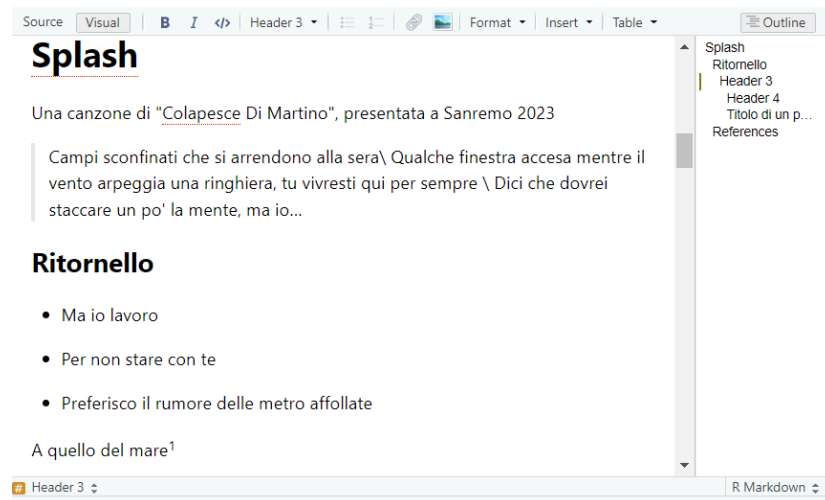 Source Visual B I </> Header 3 Format Insert Table Outline
Splash
Una canzone di "Colapesce Di Martino", presentata a Sanremo 2023
Campi sconfinati che si arrendono alla sera\ Qualche finestra accesa mentre il
vento arpeggia una ringhiera, tu vivresti qui per sempre \ Dici che dovrei
staccare un po' la mente, ma io...
Ritornello
• Ma io lavoro
• Per non stare con te
• Preferisco il rumore delle metro affollate
A quello del mare¹
Splash
Ritornello
Header 3
Header 4
Titolo di un p...
References
# Header 3 R Markdown